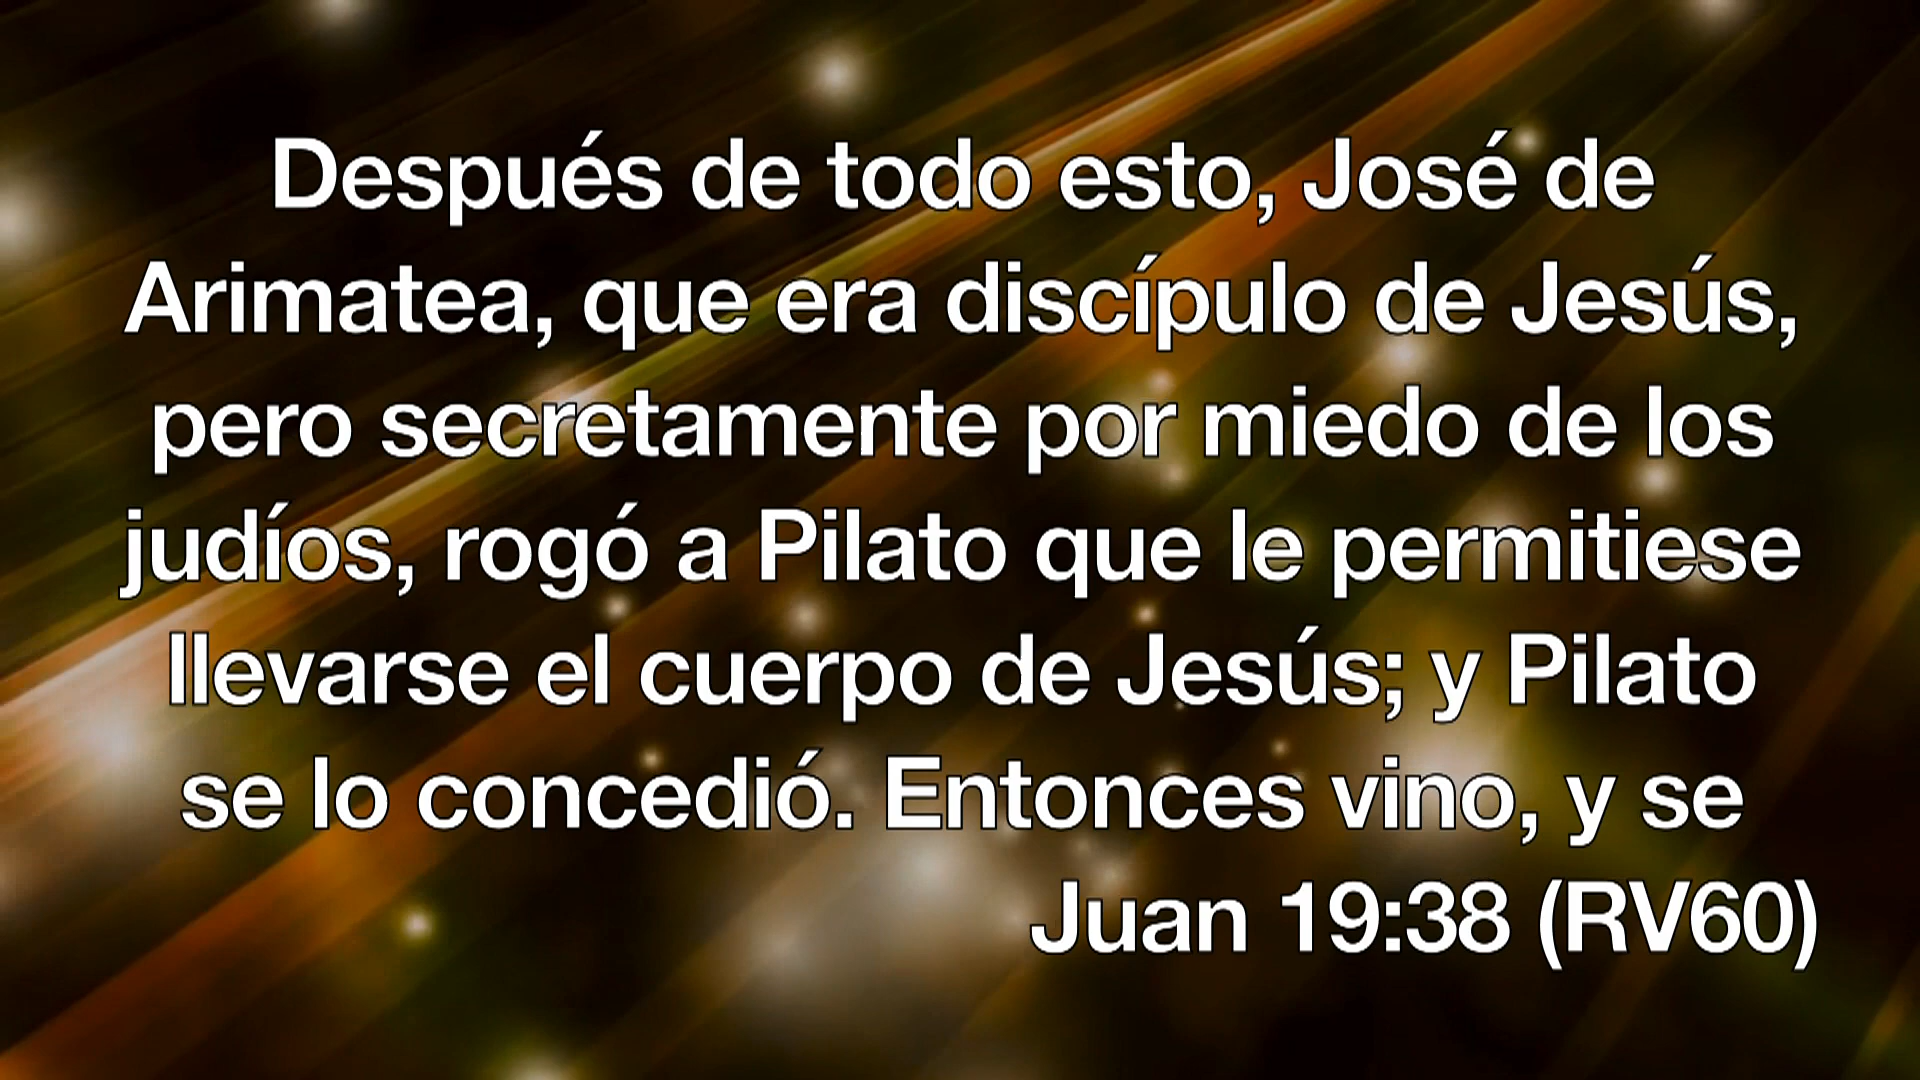 Después de todo esto, José de
Arimatea, que era discípulo de Jesús,
pero secretamente por miedo de los
judíos, rogó a Pilato que le permitiese
llevarse el cuerpo de Jesús; y Pilato
se lo concedió. Entonces vino, y se
Juan 19:38 (RV60)